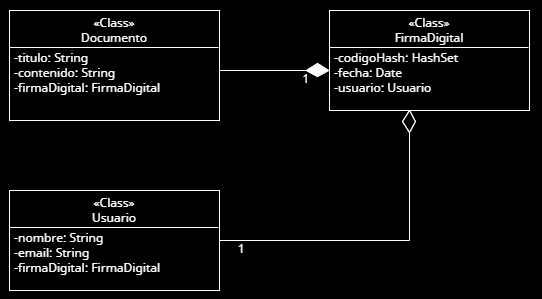 «Class»
Documento
-titulo: String
-contenido: String
-firmaDigital: FirmaDigital
«Class»
FirmaDigital
-codigoHash: HashSet
-fecha: Date
-usuario: Usuario
1
«Class»
Usuario
-nombre: String
-email: String
-firmaDigital: FirmaDigital
1